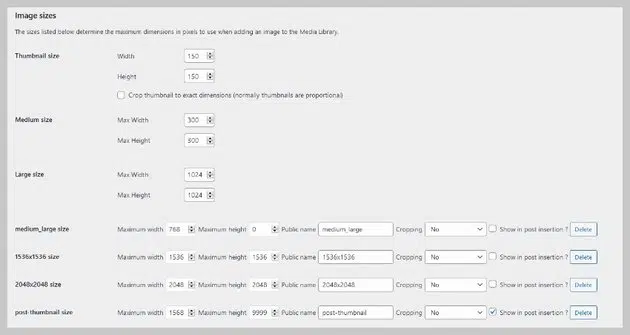 Image sizes
The sizes listed below determine the maximum dimensions in pixels to use when adding an image to the Media Library.
Thumbnail size Width 150
Height 150
Crop thumbnail to exact dimensions (normally thumbnails are proportional)
Medium size Max Width 300
Max Height 300
Large size Max Width 1024
Max Height 1024
medium_large size Maximum width 768 Maximum height 0 Public name medium_large Cropping No Show in post insertion ? Delete
1536x1536 size Maximum width 1536 Maximum height 1536 Public name 1536x1536 Cropping No Show in post insertion ? Delete
2048x2048 size Maximum width 2048 Maximum height 2048 Public name 2048x2048 Cropping No Show in post insertion ? Delete
post-thumbnail size Maximum width 1568 Maximum height 9999 Public name post-thumbnail Cropping No Show in post insertion ? Delete